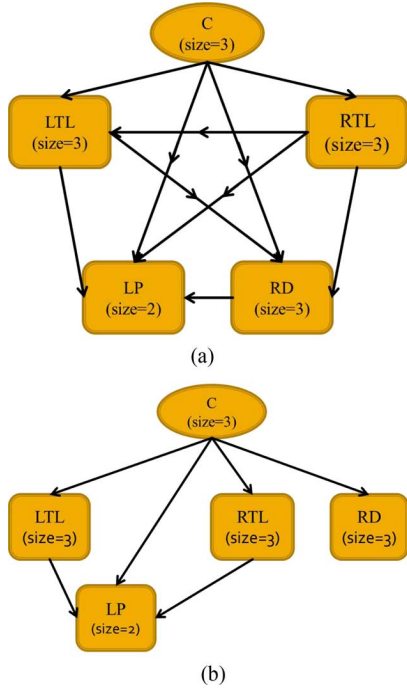 C
(size=3)
LTL
(size=3)
RTL
(size=3)
LP
(size=2)
RD
(size=3)
(a)
C
(size=3)
LTL
(size=3)
RTL
(size=3)
RD
(size=3)
LP
(size=2)
(b)